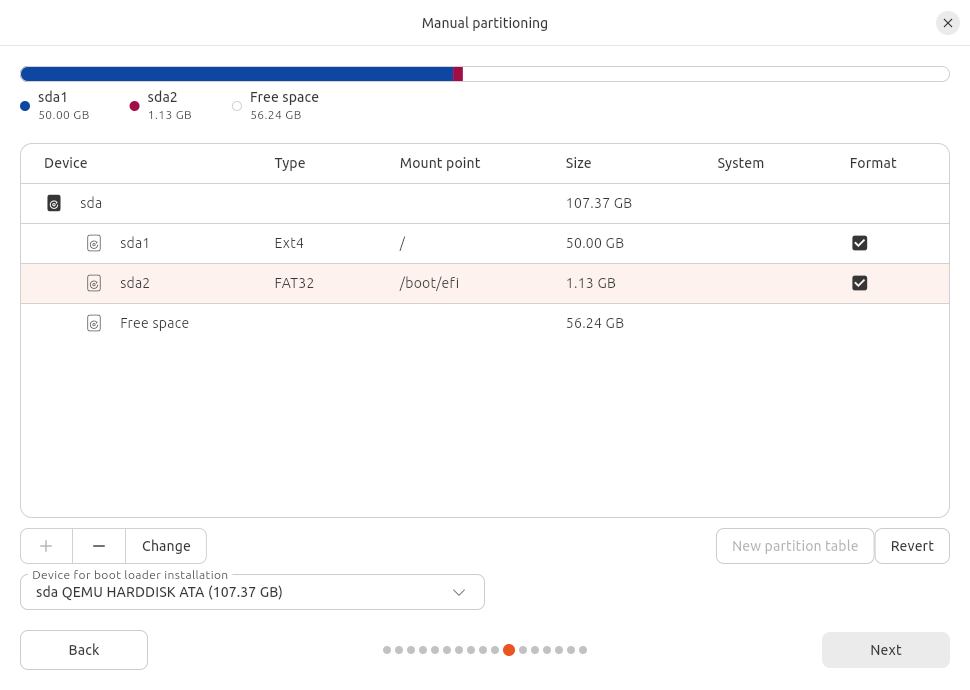 Manual partitioning
sda1
50.00 GB
sda2
1.13 GB
Free space
56.24 GB
Device Type Mount point Size System Format
sda 107.37 GB
sda1 Ext4 / 50.00 GB
sda2 FAT32 /boot/efi 1.13 GB
Free space 56.24 GB
+ − Change New partition table Revert
Device for boot loader installation
sda QEMU HARDDISK ATA (107.37 GB)
Back Next